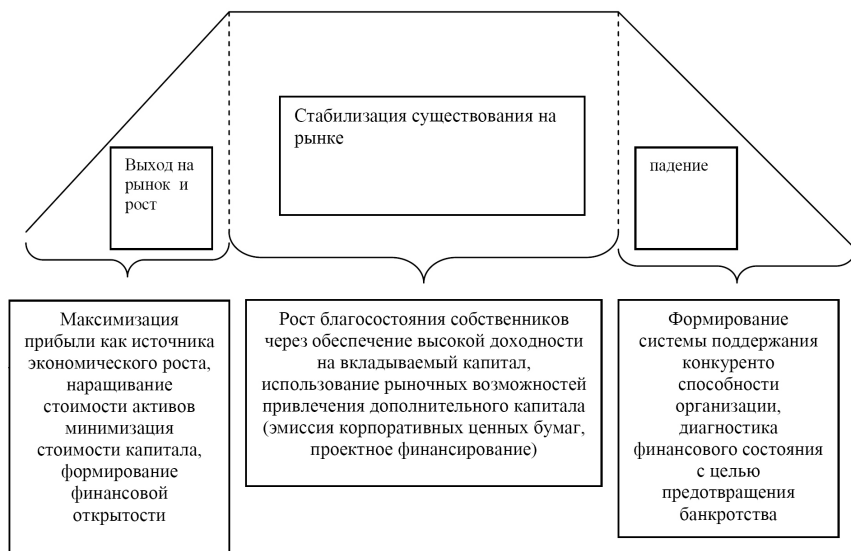 Стабилизация существования на
рынке
Выход на
рынок и
рост
падение
Максимизация
прибыли как источника
экономического роста,
наращивание
стоимости активов
минимизация
стоимости капитала,
формирование
финансовой
открытости
Рост благосостояния собственников
через обеспечение высокой доходности
на вкладываемый капитал,
использование рыночных возможностей
привлечения дополнительного капитала
(эмиссия корпоративных ценных бумаг,
проектное финансирование)
Формирование
системы поддержания
конкуренто
способности
организации,
диагностика
финансового состояния
с целью
предотвращения
банкротства